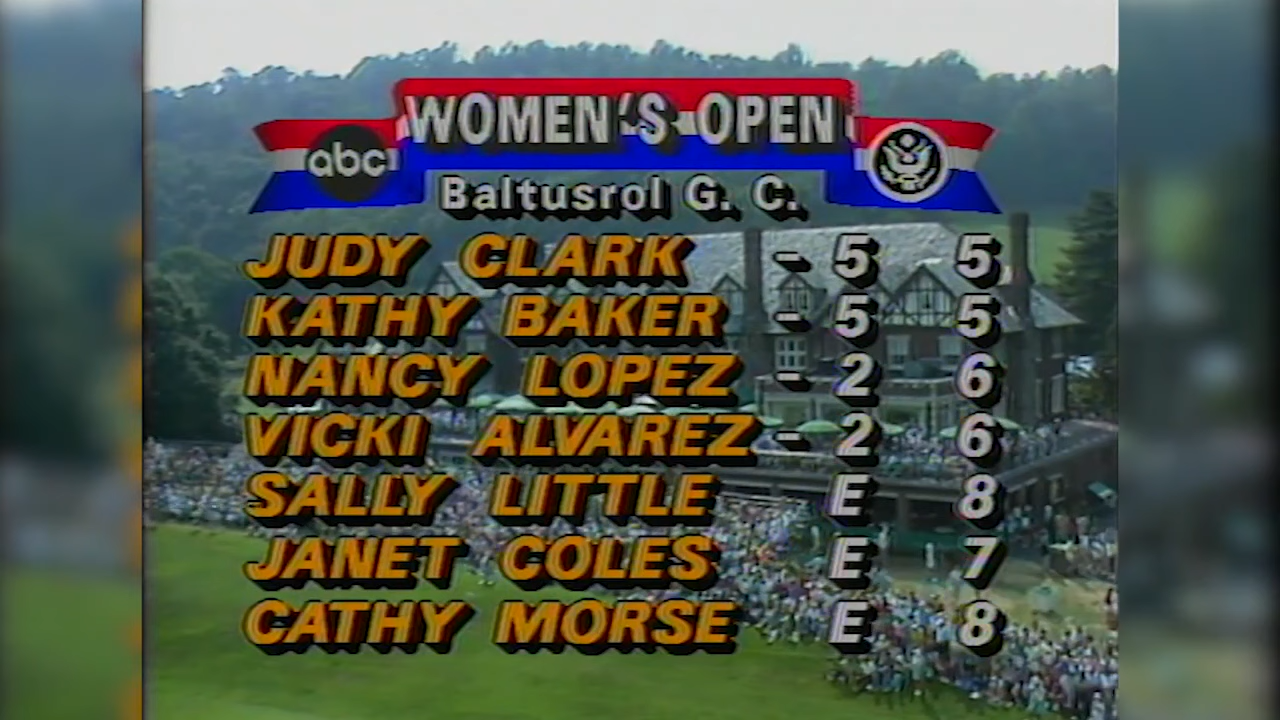 WOMEN'S OPEN
abc
Baltusrol G. C.
JUDY CLARK - 5 5
KATHY BAKER - 5 5
NANCY LOPEZ - 2 6
VICKI ALVAREZ - 2 6
SALLY LITTLE E 8
JANET COLES E 7
CATHY MORSE E 8